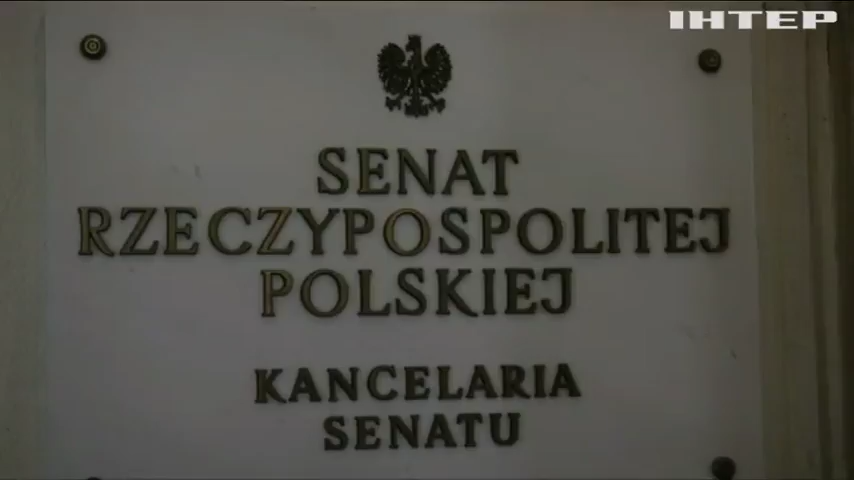 ІНТЕР
SENAT
RZECZYPOSPOLITEJ
POLSKIEJ
KANCELARIA
SENATU